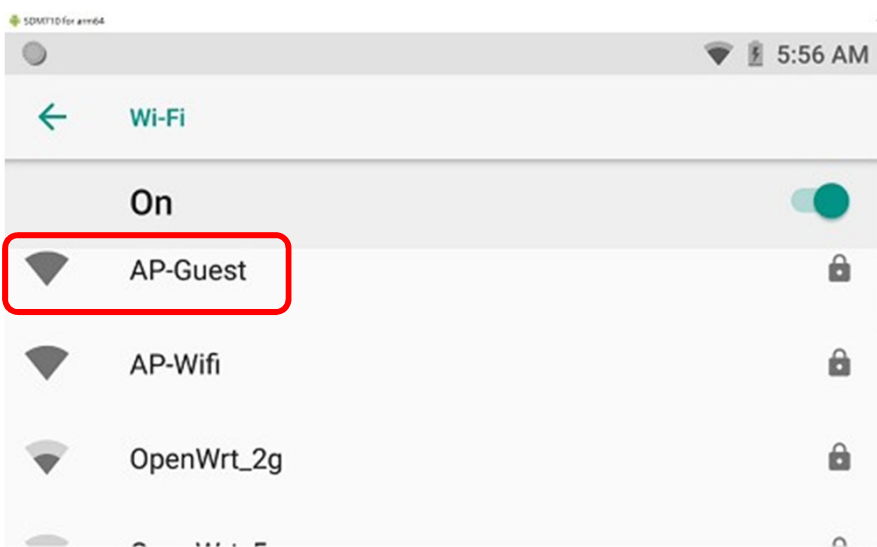 SDM710 for arm64
5:56 AM
Wi-Fi
On
AP-Guest
AP-Wifi
OpenWrt_2g